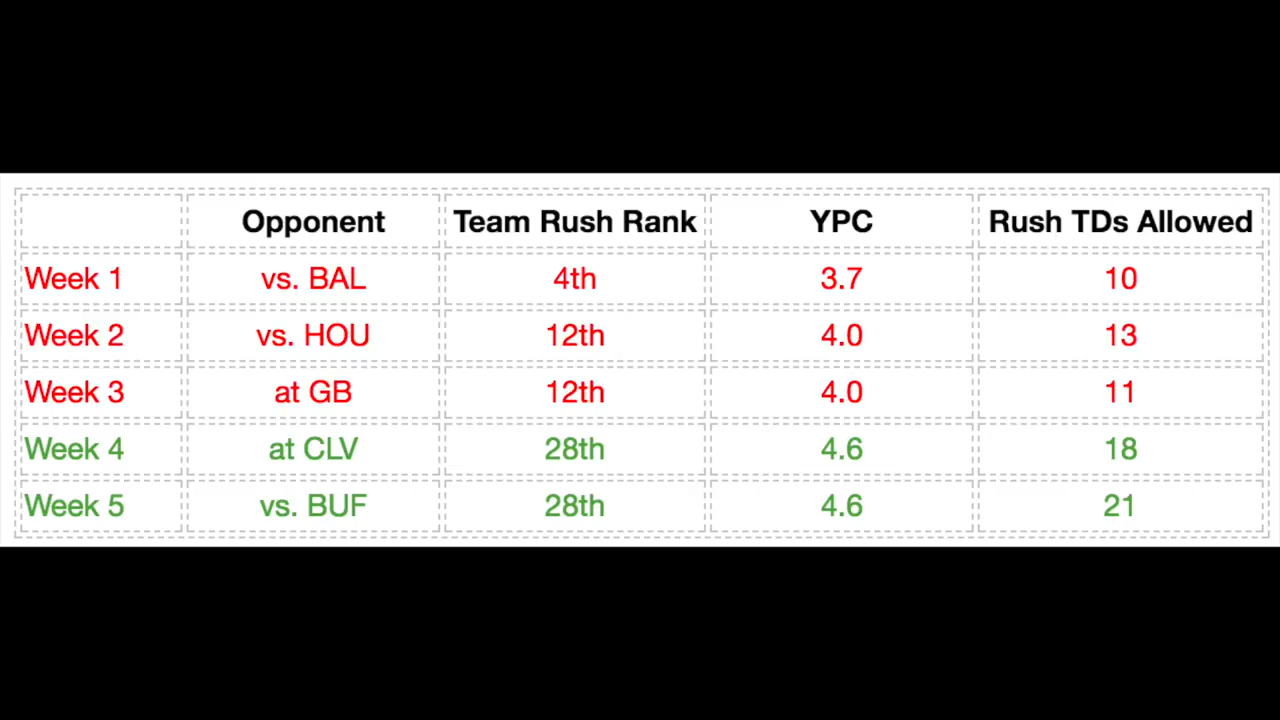 Opponent Team Rush Rank YPC Rush TDs Allowed
Week 1 vs. BAL 4th 3.7 10
Week 2 vs. HOU 12th 4.0 13
Week 3 at GB 12th 4.0 11
Week 4 at CLV 28th 4.6 18
Week 5 vs. BUF 28th 4.6 21